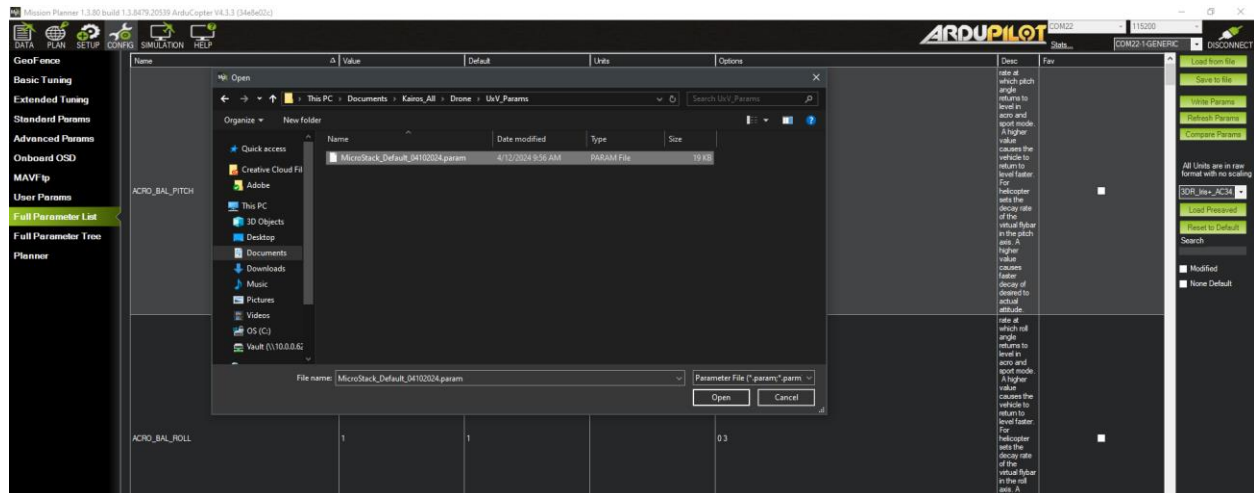 Mission Planner 1.3.80 build 1.3.8479.20539 ArduCopter V4.3.3 (34e8e02c)
DATA PLAN SETUP CONFIG SIMULATION HELP
ARDUPILOT
COM22 115200
Stats... COM22-1-GENERIC DISCONNECT
GeoFence
Basic Tuning
Extended Tuning
Standard Params
Advanced Params
Onboard OSD
MAVFtp
User Params
Full Parameter List
Full Parameter Tree
Planner
Name Value Default Units Options Desc Fav
ACRO_BAL_PITCH
rate at
which pitch
angle
returns to
level in
acro and
sport mode.
A higher
value
causes the
vehicle to
return to
level faster.
For
helicopter
sets the
decay rate
of the
virtual flybar
in the pitch
axis. A
higher
value
causes
faster
decay of
desired to
actual
attitude.
ACRO_BAL_ROLL 1 1 0 3
rate at
which roll
angle
returns to
level in
acro and
sport mode.
A higher
value
causes the
vehicle to
return to
level faster.
For
helicopter
sets the
decay rate
of the
virtual flybar
in the roll
axis. A
Open
This PC > Documents > Kairos_All > Drone > UxV_Params
Search UxV_Params
Organize New folder
Quick access
Creative Cloud Fil
Adobe
This PC
3D Objects
Desktop
Documents
Downloads
Music
Pictures
Videos
OS (C:)
Vault (\\10.0.0.62
Name Date modified Type Size
MicroStack_Default_04102024.param 4/12/2024 9:56 AM PARAM File 19 KB
File name: MicroStack_Default_04102024.param
Parameter File (*.param;*.parm
Open Cancel
Load from file
Save to file
Write Params
Refresh Params
Compare Params
All Units are in raw
format with no scaling
3DR_Iris+_AC34
Load Presaved
Reset to Default
Search
Modified
None Default